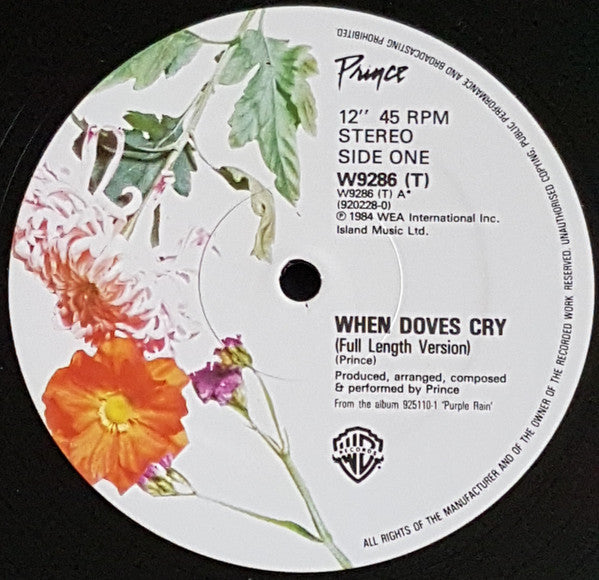 Prince
12″ 45 RPM
STEREO
SIDE ONE
W9286 (T)
W9286 (T) A*
(920228-0)
℗ 1984 WEA International Inc.
Island Music Ltd.
WHEN DOVES CRY
(Full Length Version)
(Prince)
Produced, arranged, composed
& performed by Prince
From the album 925110-1 'Purple Rain'
WB
RECORDS
ALL RIGHTS OF THE MANUFACTURER AND OF THE OWNER OF THE RECORDED WORK RESERVED. UNAUTHORISED COPYING, PUBLIC PERFORMANCE AND BROADCASTING PROHIBITED.